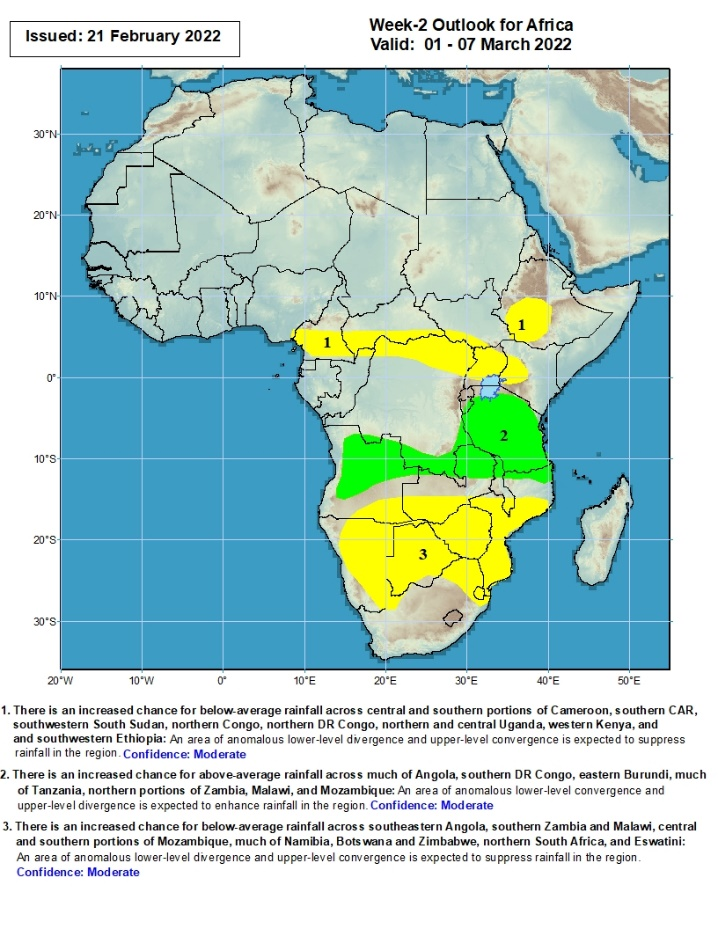 Issued: 21 February 2022
Week-2 Outlook for Africa
Valid: 01 - 07 March 2022
30°N
20°N
10°N
0°
10°S
20°S
30°S
1
1
2
3
20°W
10°W
0°
10°E
20°E
30°E
40°E
50°E
1. There is an increased chance for below-average rainfall across central and southern portions of Cameroon, southern CAR,
southwestern South Sudan, northern Congo, northern DR Congo, northern and central Uganda, western Kenya, and
and southwestern Ethiopia: An area of anomalous lower-level divergence and upper-level convergence is expected to suppress
rainfall in the region. Confidence: Moderate
2. There is an increased chance for above-average rainfall across much of Angola, southern DR Congo, eastern Burundi, much
of Tanzania, northern portions of Zambia, Malawi, and Mozambique: An area of anomalous lower-level convergence and
upper-level divergence is expected to enhance rainfall in the region. Confidence: Moderate
3. There is an increased chance for below-average rainfall across southeastern Angola, southern Zambia and Malawi, central
and southern portions of Mozambique, much of Namibia, Botswana and Zimbabwe, northern South Africa, and Eswatini:
An area of anomalous lower-level divergence and upper-level convergence is expected to suppress rainfall in the region.
Confidence: Moderate